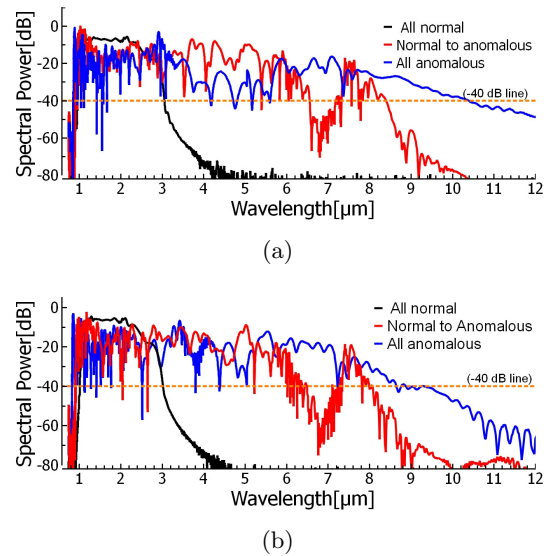 All normal
Normal to anomalous
All anomalous
(-40 dB line)
Spectral Power[dB]
0
-20
-40
-60
-80
1 2 3 4 5 6 7 8 9 10 11 12
Wavelength[µm]
(a)
All normal
Normal to Anomalous
All anomalous
(-40 dB line)
Spectral Power[dB]
0
-20
-40
-60
-80
1 2 3 4 5 6 7 8 9 10 11 12
Wavelength[µm]
(b)